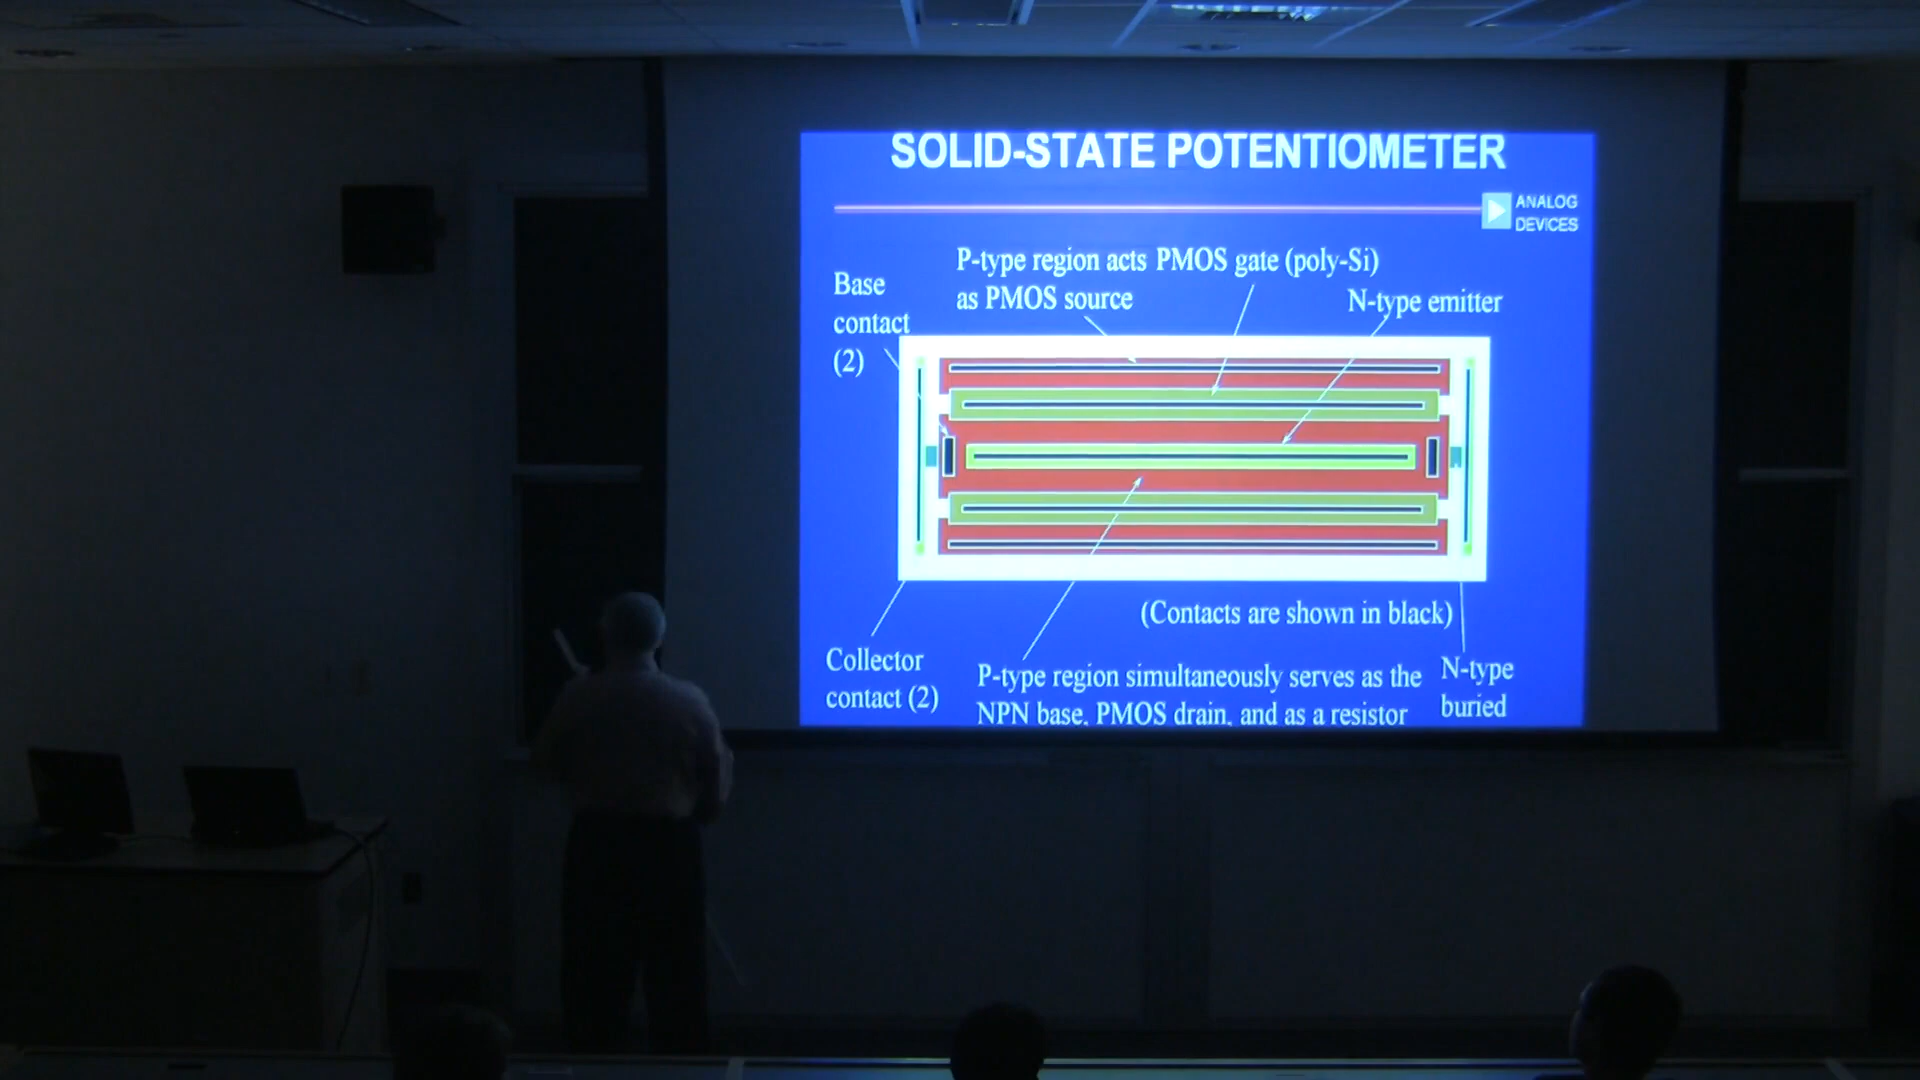 SOLID-STATE POTENTIOMETER
ANALOG
DEVICES
P-type region acts
as PMOS source
PMOS gate (poly-Si)
Base
contact
(2)
N-type emitter
(Contacts are shown in black)
Collector
contact (2)
P-type region simultaneously serves as the
NPN base, PMOS drain, and as a resistor
N-type
buried